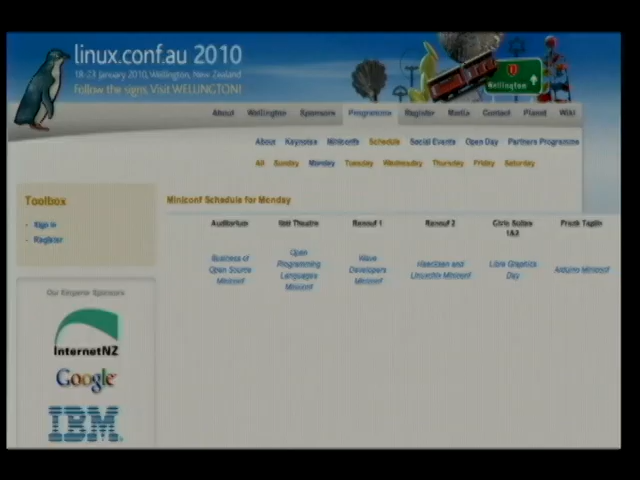 linux.conf.au 2010
18-23 January 2010, Wellington, New Zealand
Follow the signs. Visit WELLINGTON!
Wellington
About Wellington Sponsors Programme Register Media Contact Planet Wiki
About Keynotes Miniconfs Schedule Social Events Open Day Partners Programme
All Sunday Monday Tuesday Wednesday Thursday Friday Saturday
Toolbox
Sign In
Register
Miniconf Schedule for Monday
Auditorium
Theatre
Renouf 1
Renouf 2
Civic Suites
1&2
Frank Taplin
Business of
Open Source
Miniconf
Open
Programming
Languages
Miniconf
Wave
Developers
Miniconf
Haecksen and
LinuxChix Miniconf
Libre Graphics
Day
Arduino Miniconf
Our Emperor Sponsors
InternetNZ
Google
IBM